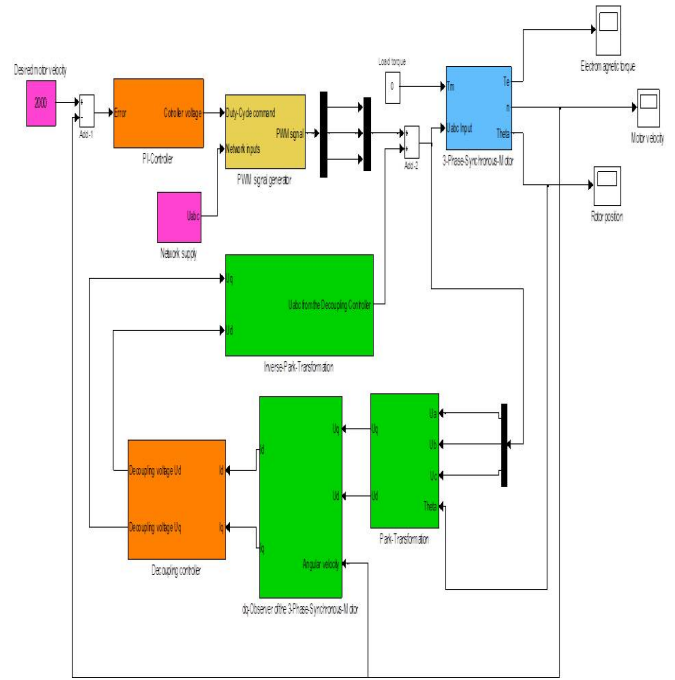 Desired motor velocity
2000
+
-
Add-1
Error
Cotroller voltage
PI-Controller
Duty-Cycle command
PWM signal
Network inputs
PWM signal generator
Uabc
Network supply
+
+
Add-2
Load torque
0
Tm
Te
n
Uabc Input
Theta
3-Phase-Synchronous-Motor
Electromagnetic torque
Motor velocity
Rotor position
Uq
Ud
Uabc from the Decoupling Controller
Inverse-Park-Transformation
Decoupling voltage Ud
Id
Decoupling voltage Uq
Iq
Decoupling controller
Id
Uq
Ud
Iq
Angular velocity
dq-Observer of the 3-Phase-Synchronous-Motor
Uq
Ua
Ub
Ud
Theta
Park-Transformation